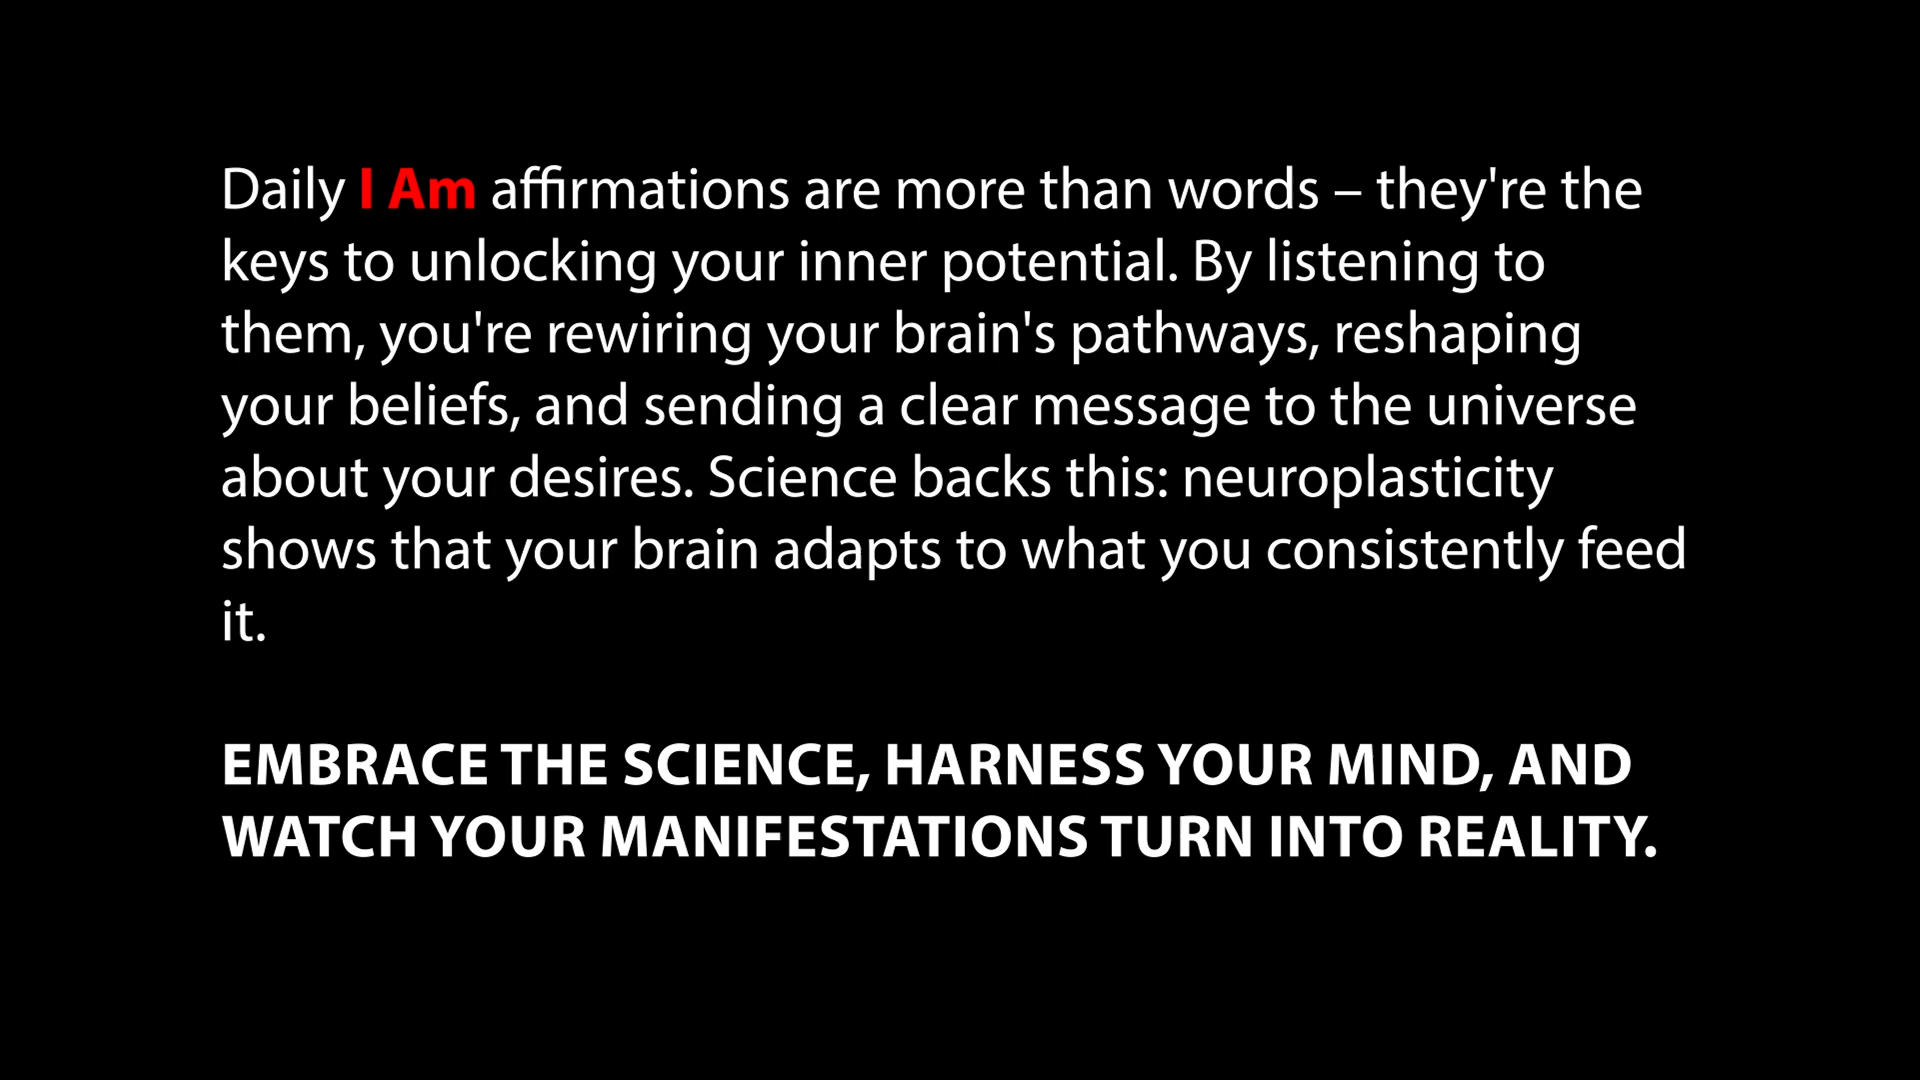 Daily I Am affirmations are more than words – they're the
keys to unlocking your inner potential. By listening to
them, you're rewiring your brain's pathways, reshaping
your beliefs, and sending a clear message to the universe
about your desires. Science backs this: neuroplasticity
shows that your brain adapts to what you consistently feed
it.
EMBRACE THE SCIENCE, HARNESS YOUR MIND, AND
WATCH YOUR MANIFESTATIONS TURN INTO REALITY.